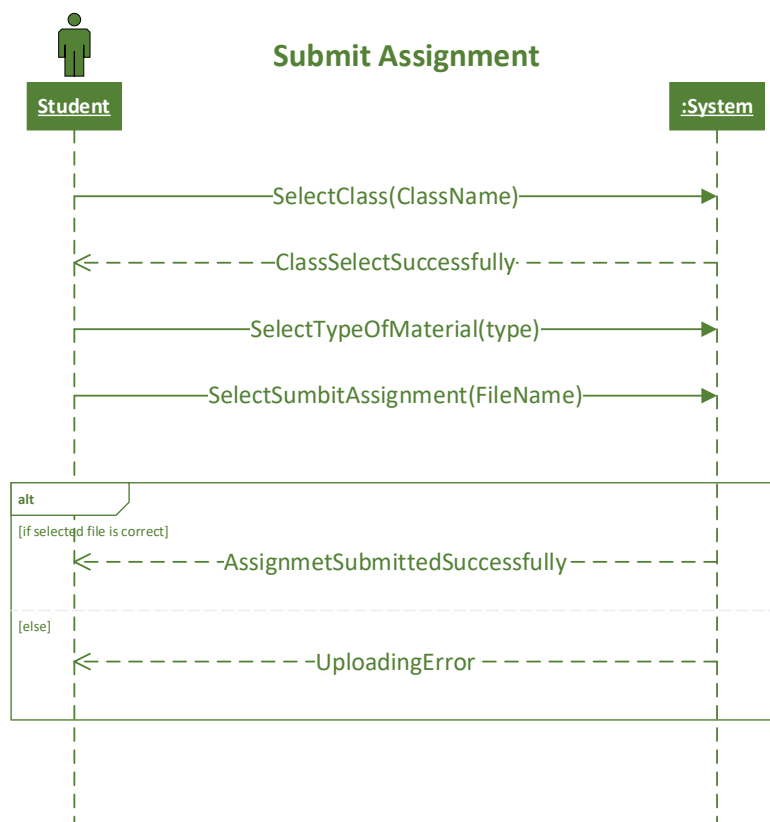 Submit Assignment
Student
:System
SelectClass(ClassName)
ClassSelectSuccessfully
SelectTypeOfMaterial(type)
SelectSumbitAssignment(FileName)
alt
[if selected file is correct]
AssignmetSubmittedSuccessfully
[else]
UploadingError